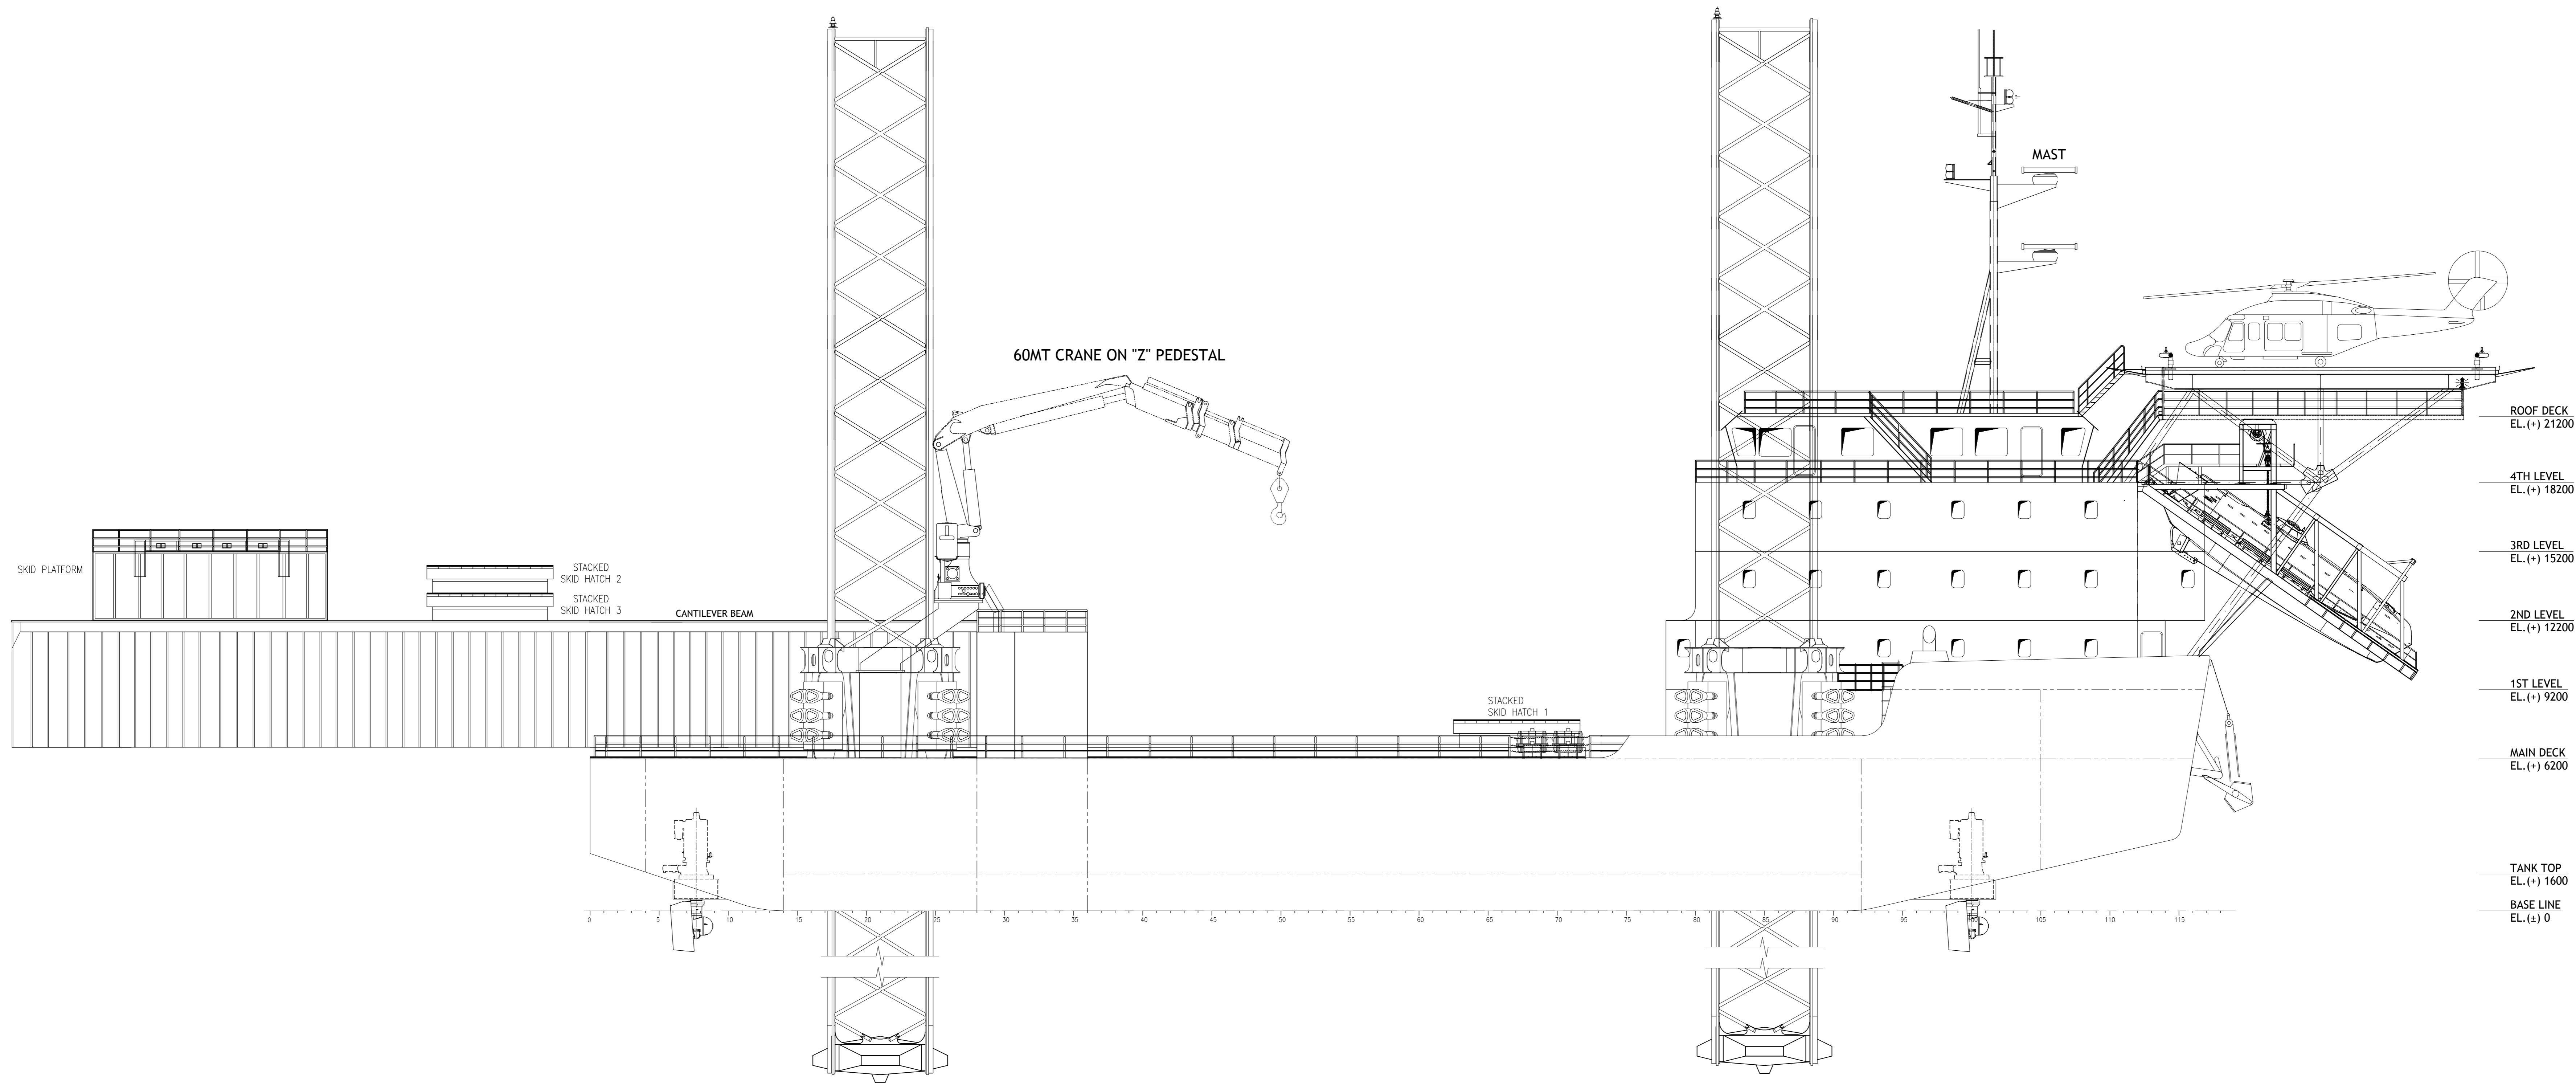 MAST
60MT CRANE ON "Z" PEDESTAL
ROOF DECK
EL.(+) 21200
4TH LEVEL
EL.(+) 18200
3RD LEVEL
EL.(+) 15200
SKID PLATFORM
STACKED
SKID HATCH 2
STACKED
SKID HATCH 3
CANTILEVER BEAM
2ND LEVEL
EL.(+) 12200
1ST LEVEL
EL.(+) 9200
STACKED
SKID HATCH 1
MAIN DECK
EL.(+) 6200
TANK TOP
EL.(+) 1600
BASE LINE
EL.(±) 0
0 5 10 15 20 25 30 35 40 45 50 55 60 65 70 75 80 85 90 95 105 110 115